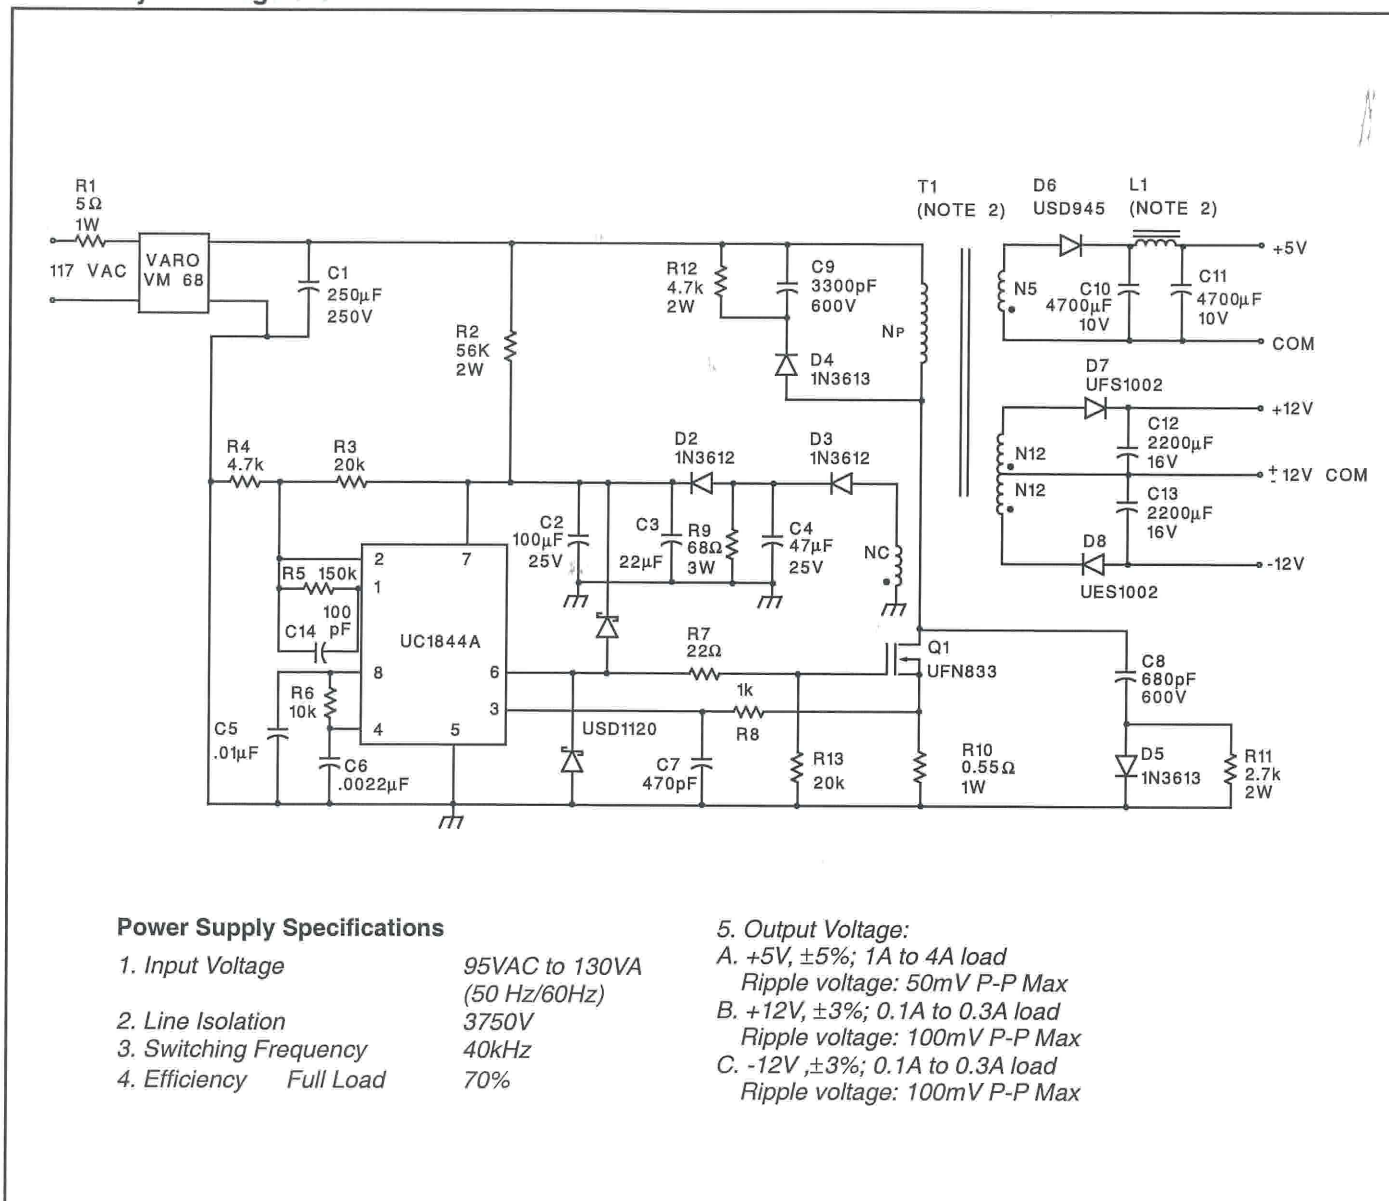 R1
5Ω
1W
117 VAC
VARO
VM 68
C1
250µF
250V
R2
56K
2W
R12
4.7k
2W
C9
3300pF
600V
D4
1N3613
NP
T1
(NOTE 2)
D6
USD945
L1
(NOTE 2)
N5
C10
4700µF
10V
C11
4700µF
10V
+5V
COM
D7
UFS1002
+12V
N12
N12
C12
2200µF
16V
± 12V COM
C13
2200µF
16V
D8
UES1002
-12V
R4
4.7k
R3
20k
D2
1N3612
D3
1N3612
C2
100µF
25V
C3
22µF
R9
68Ω
3W
C4
47µF
25V
NC
2
7
R5 150k
1
100
pF
C14
UC1844A
8
6
R6
10k
3
4
5
C5
.01µF
C6
.0022µF
USD1120
R7
22Ω
1k
R8
C7
470pF
R13
20k
Q1
UFN833
R10
0.55Ω
1W
C8
680pF
600V
D5
1N3613
R11
2.7k
2W
Power Supply Specifications
1. Input Voltage 95VAC to 130VA
(50 Hz/60Hz)
2. Line Isolation 3750V
3. Switching Frequency 40kHz
4. Efficiency Full Load 70%
5. Output Voltage:
A. +5V, ±5%; 1A to 4A load
Ripple voltage: 50mV P-P Max
B. +12V, ±3%; 0.1A to 0.3A load
Ripple voltage: 100mV P-P Max
C. -12V ,±3%; 0.1A to 0.3A load
Ripple voltage: 100mV P-P Max